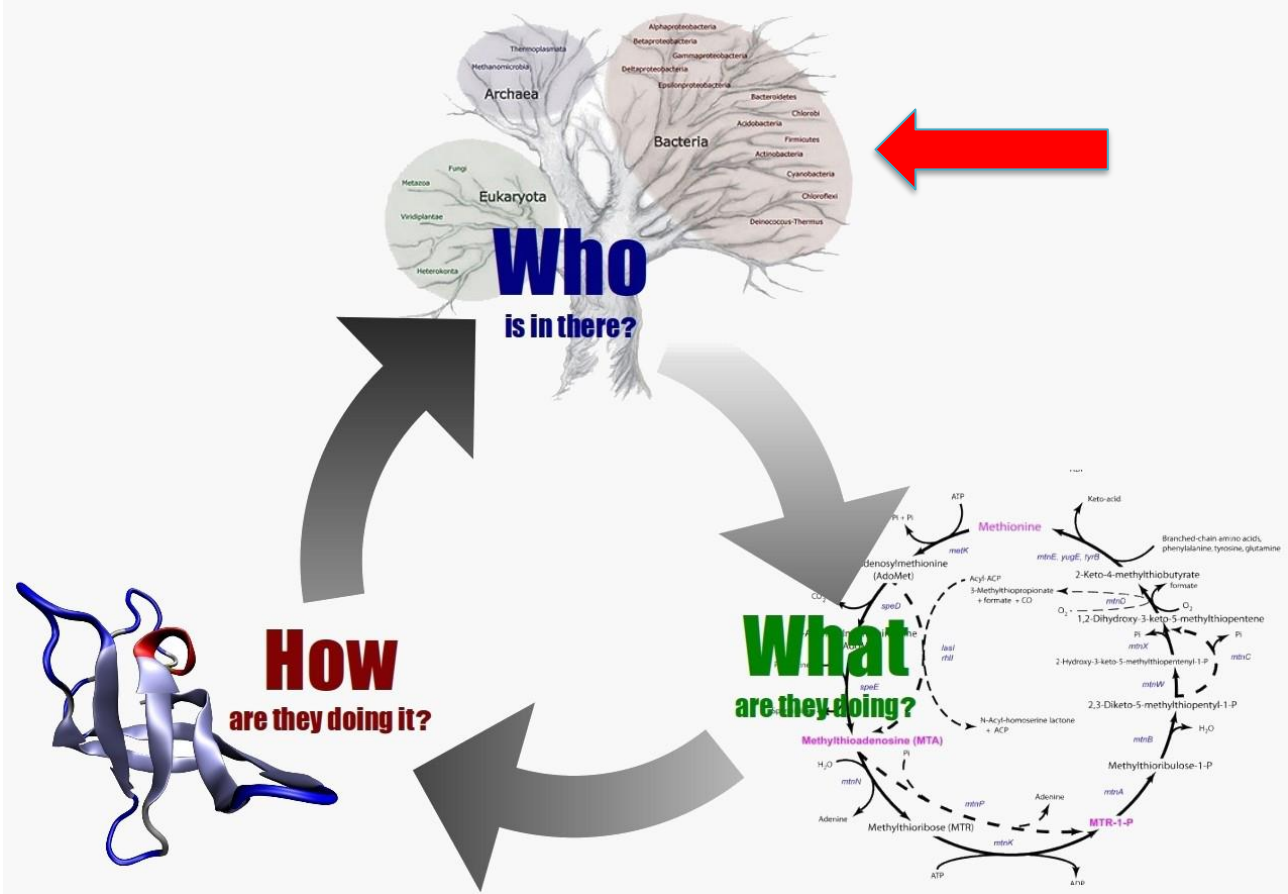 Alphaproteobacteria
Betaproteobacteria
Gammaproteobacteria
Deltaproteobacteria
Epsilonproteobacteria
Bacteroidetes
Chlorobi
Acidobacteria
Firmicutes
Bacteria
Actinobacteria
Cyanobacteria
Chloroflexi
Deinococcus-Thermus
Thermoplasmata
Methanomicrobia
Archaea
Fungi
Metazoa
Eukaryota
Viridiplantae
Heterokonta
Who
is in there?
What
are they doing?
How
are they doing it?
ATP
Keto-acid
Pi + Pi
Methionine
metK
mtnE, yugE, tyrB
Branched-chain amino acids,
phenylalanine, tyrosine, glutamine
denosylmethionine
(AdoMet)
2-Keto-4-methylthiobutyrate
Acyl-ACP
3-Methylthiopropionate
+ formate + CO
formate
mtnD
CO2
speD
O2
O2
1,2-Dihydroxy-3-keto-5-methylthiopentene
lasI
rhlI
Pi
mtnX
Pi
mtnC
2-Hydroxy-3-keto-5-methylthiopentenyl-1-P
speE
mtnW
2,3-Diketo-5-methylthiopentyl-1-P
N-Acyl-homoserine lactone
+ ACP
H2O
mtnB
Methylthioadenosine (MTA)
Pi
H2O
mtnN
Methylthioribulose-1-P
mtnA
mtnP
Adenine
Adenine
Methylthioribose (MTR)
MTR-1-P
mtnK
ATP
ADP